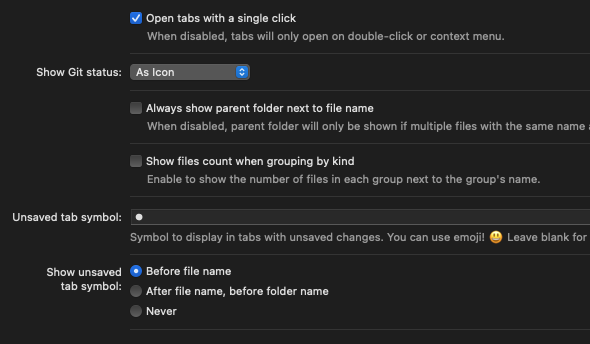 Open tabs with a single click
When disabled, tabs will only open on double-click or context menu.
Show Git status: As Icon
Always show parent folder next to file name
When disabled, parent folder will only be shown if multiple files with the same name
Show files count when grouping by kind
Enable to show the number of files in each group next to the group's name.
Unsaved tab symbol: ●
Symbol to display in tabs with unsaved changes. You can use emoji! 😃 Leave blank for
Show unsaved tab symbol:
Before file name
After file name, before folder name
Never